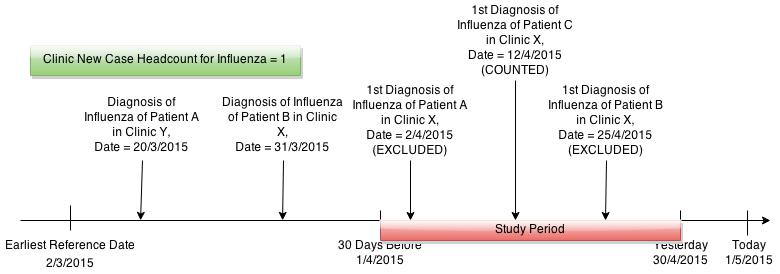 1st Diagnosis of
Influenza of Patient C
in Clinic X,
Date = 12/4/2015
(COUNTED)
Clinic New Case Headcount for Influenza = 1
Diagnosis of
Influenza of Patient A
in Clinic Y,
Date = 20/3/2015
Diagnosis of Influenza
of Patient B in Clinic
X,
Date = 31/3/2015
1st Diagnosis of
Influenza of Patient A
in Clinic X,
Date = 2/4/2015
(EXCLUDED)
1st Diagnosis of
Influenza of Patient B
in Clinic X,
Date = 25/4/2015
(EXCLUDED)
Study Period
Earliest Reference Date
2/3/2015
30 Days Before
1/4/2015
Yesterday
30/4/2015
Today
1/5/2015